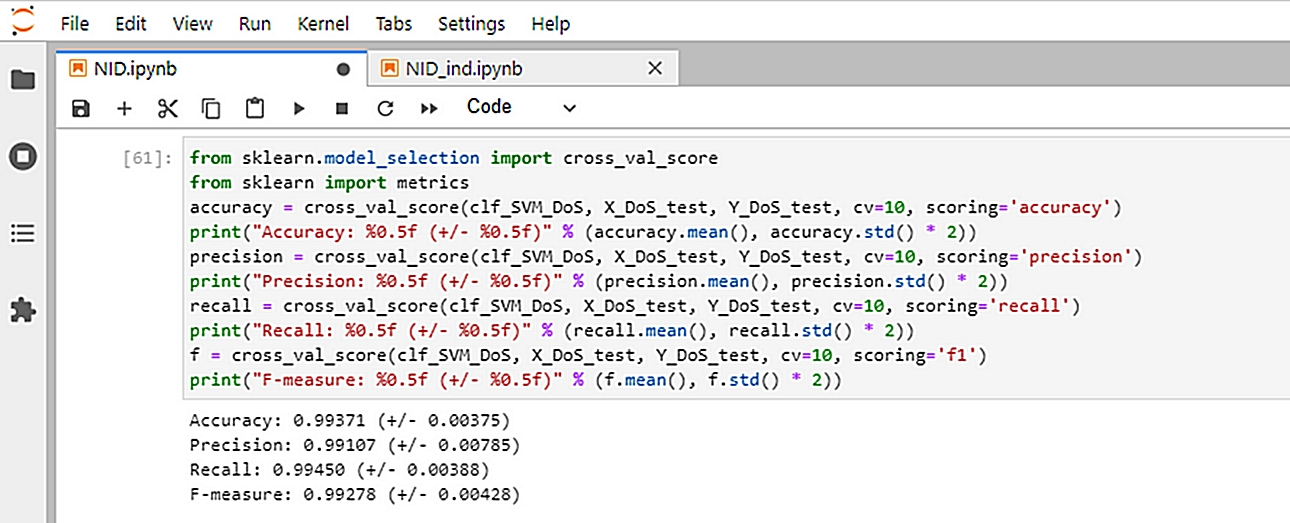 File Edit View Run Kernel Tabs Settings Help
NID.ipynb NID_ind.ipynb
Code
[61]: from sklearn.model_selection import cross_val_score
from sklearn import metrics
accuracy = cross_val_score(clf_SVM_DoS, X_DoS_test, Y_DoS_test, cv=10, scoring='accuracy')
print("Accuracy: %0.5f (+/- %0.5f)" % (accuracy.mean(), accuracy.std() * 2))
precision = cross_val_score(clf_SVM_DoS, X_DoS_test, Y_DoS_test, cv=10, scoring='precision')
print("Precision: %0.5f (+/- %0.5f)" % (precision.mean(), precision.std() * 2))
recall = cross_val_score(clf_SVM_DoS, X_DoS_test, Y_DoS_test, cv=10, scoring='recall')
print("Recall: %0.5f (+/- %0.5f)" % (recall.mean(), recall.std() * 2))
f = cross_val_score(clf_SVM_DoS, X_DoS_test, Y_DoS_test, cv=10, scoring='f1')
print("F-measure: %0.5f (+/- %0.5f)" % (f.mean(), f.std() * 2))
Accuracy: 0.99371 (+/- 0.00375)
Precision: 0.99107 (+/- 0.00785)
Recall: 0.99450 (+/- 0.00388)
F-measure: 0.99278 (+/- 0.00428)